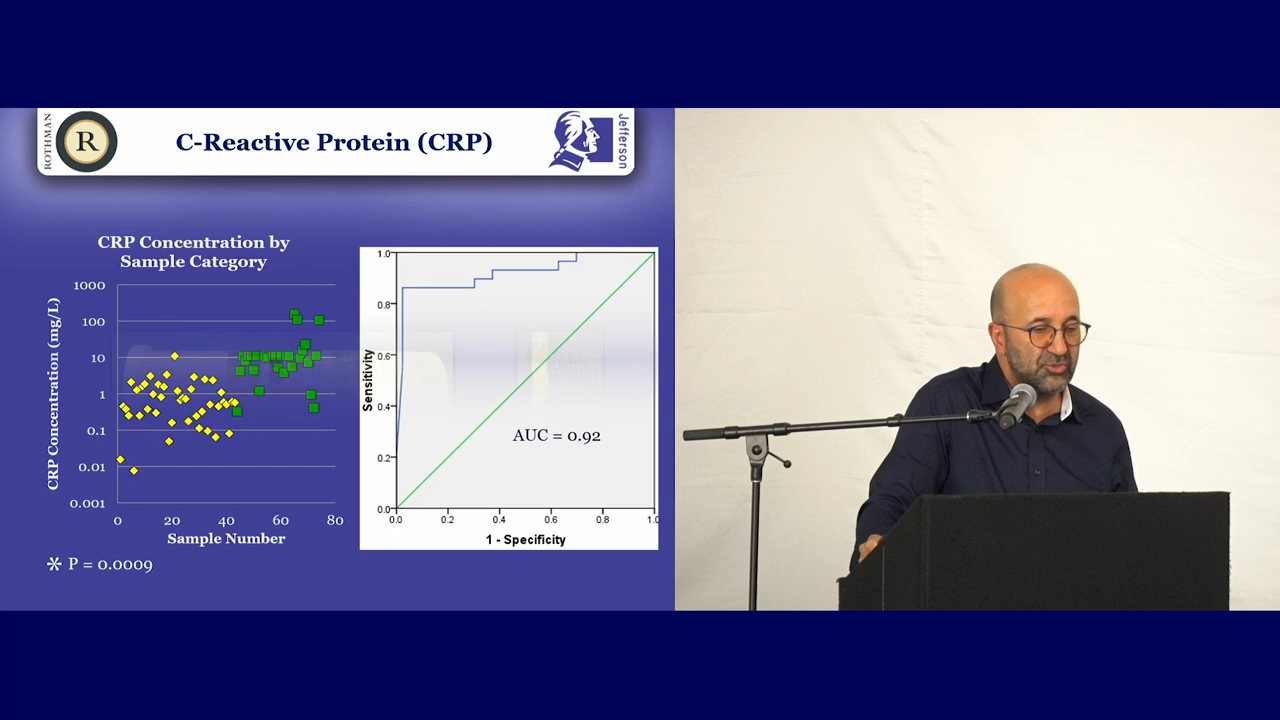 ROTHMAN
R
C-Reactive Protein (CRP)
Jefferson
CRP Concentration by
Sample Category
CRP Concentration (mg/L)
1000
100
10
1
0.1
0.01
0.001
0 20 40 60 80
Sample Number
* P = 0.0009
Sensitivity
1.0
0.8
0.6
0.4
0.2
0.0
0.0 0.2 0.4 0.6 0.8 1.0
1 - Specificity
AUC = 0.92